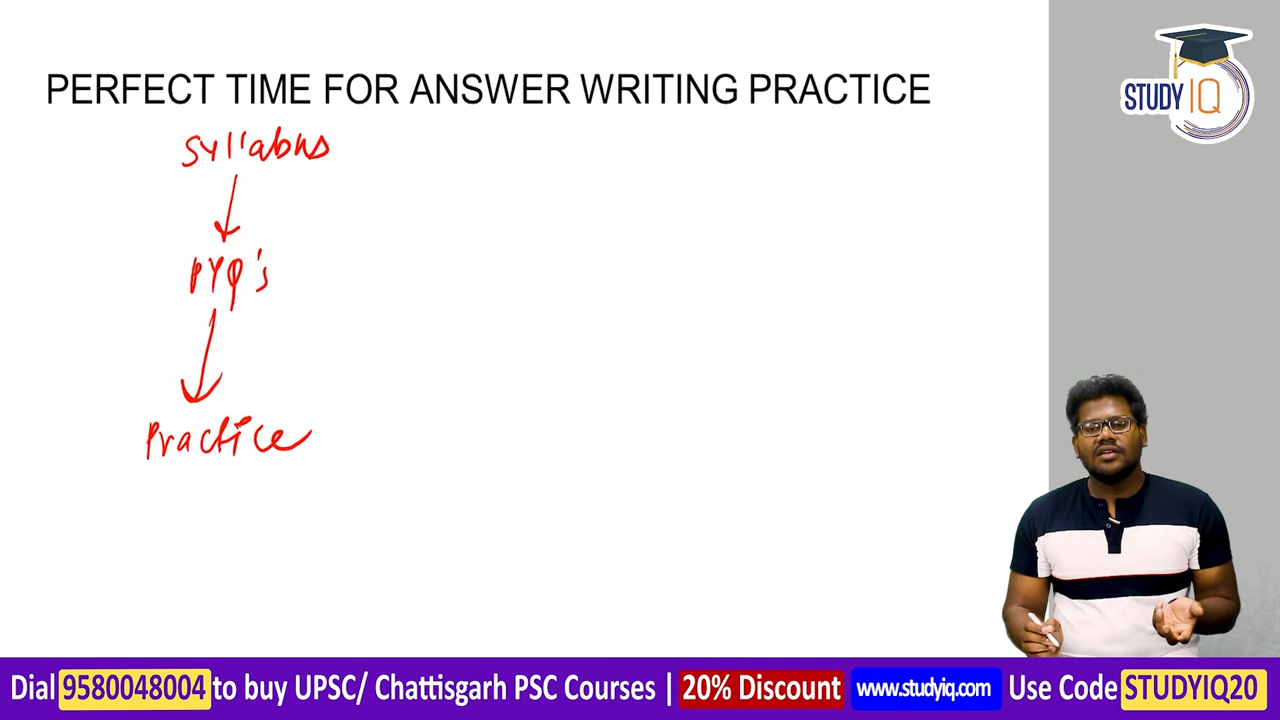 PERFECT TIME FOR ANSWER WRITING PRACTICE
STUDY IQ
Syllabus
PYQ's
Practice
Dial 9580048004 to buy UPSC/ Chattisgarh PSC Courses | 20% Discount www.studyiq.com Use Code STUDYIQ20